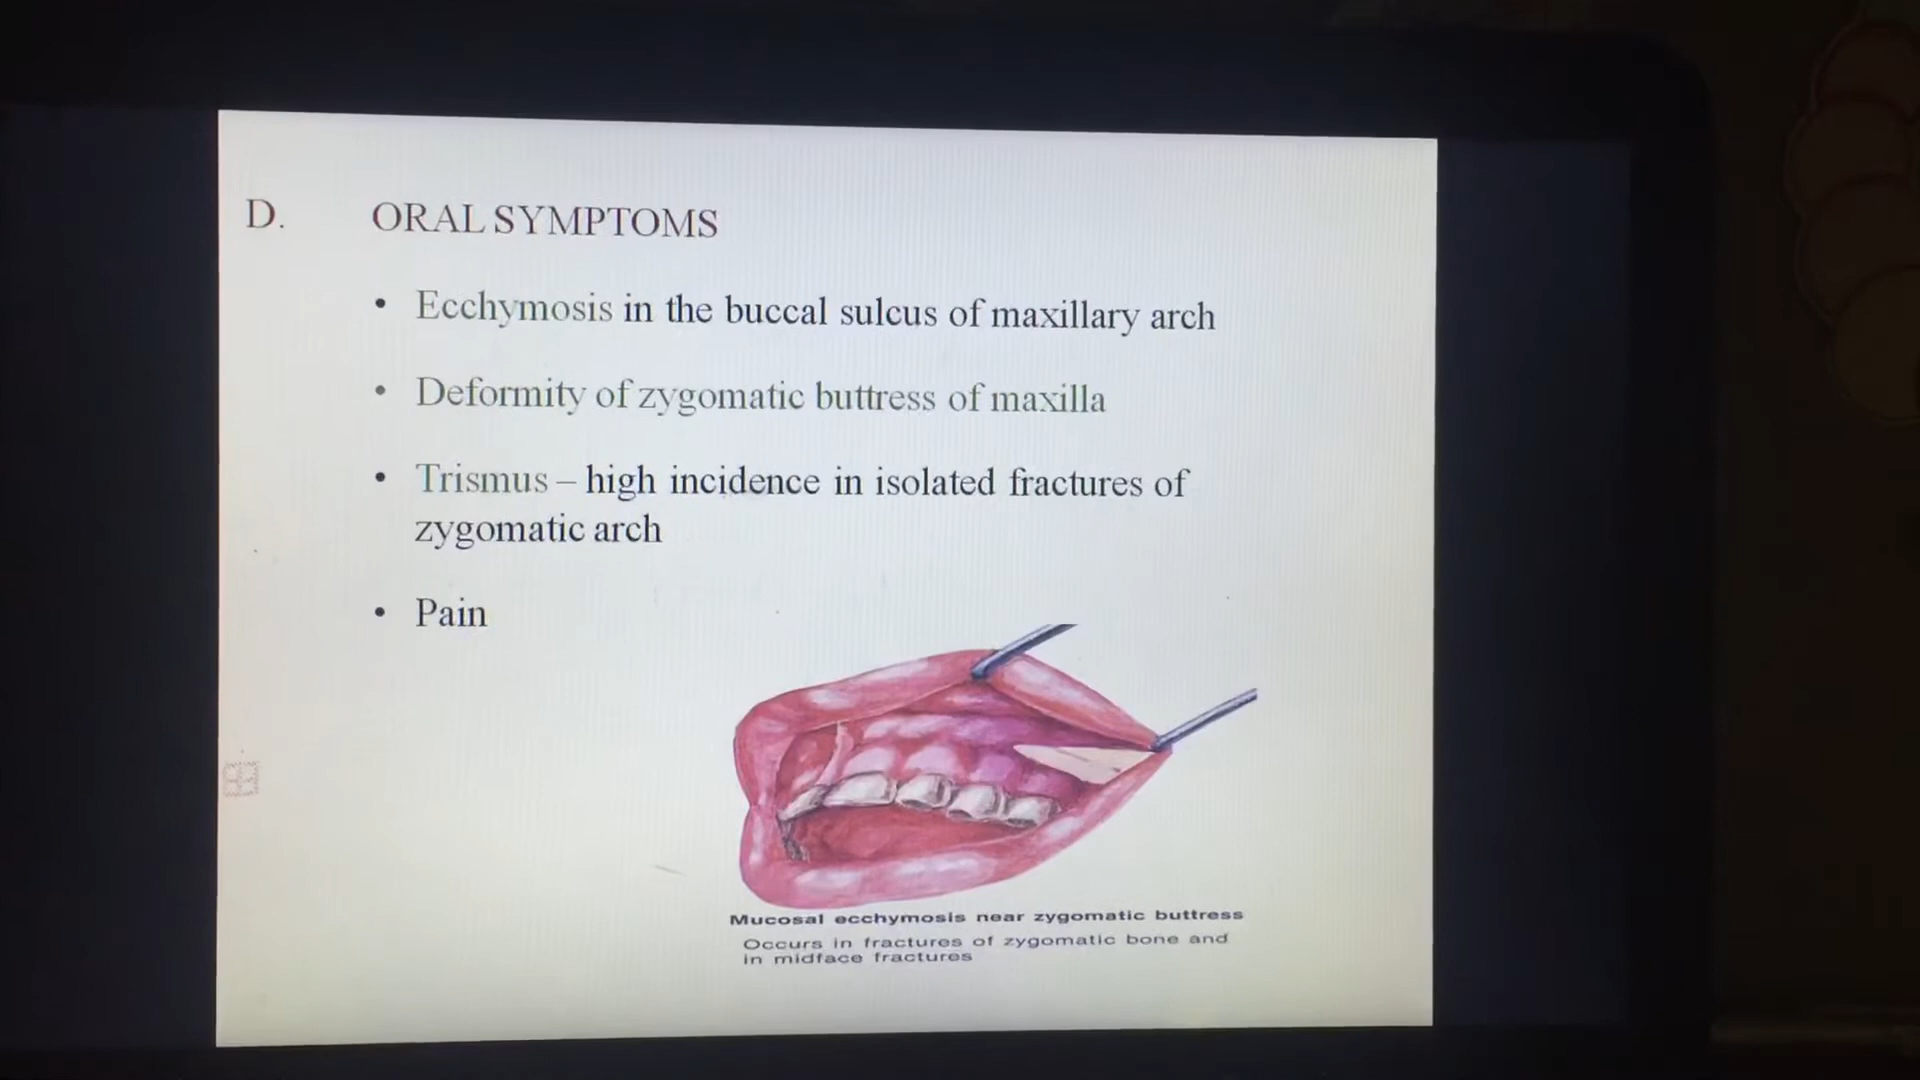 D. ORAL SYMPTOMS
• Ecchymosis in the buccal sulcus of maxillary arch
• Deformity of zygomatic buttress of maxilla
• Trismus – high incidence in isolated fractures of
zygomatic arch
• Pain
Mucosal ecchymosis near zygomatic buttress
Occurs in fractures of zygomatic bone and
in midface fractures